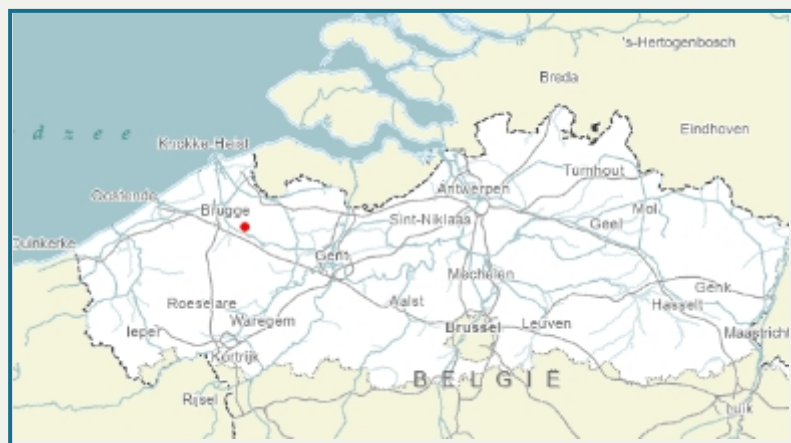 's-Hertogenbosch
Breda
Eindhoven
d z e e
Knokke-Heist
Turnhout
Antwerpen
Oostende
Brugge
Mol
Sint-Niklaas
Geel
Duinkerke
Gent
Mechelen
Genk
Roeselare
Aalst
Hasselt
Waregem
Ieper
Brussel
Leuven
Maastricht
Kortrijk
BELGIË
Rijsel
Luik